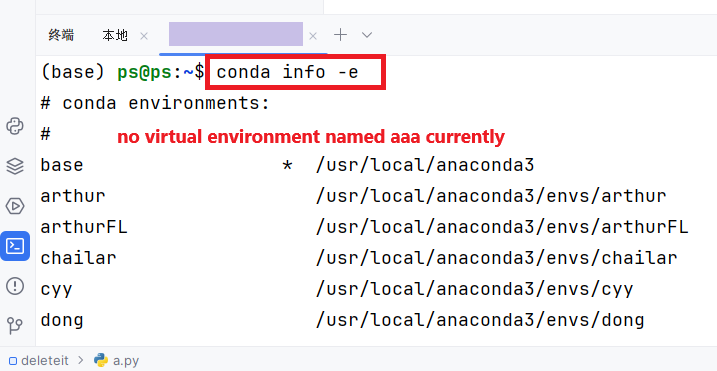 终端 本地
(base) ps@ps:~$ conda info -e
# conda environments:
#
no virtual environment named aaa currently
base * /usr/local/anaconda3
arthur /usr/local/anaconda3/envs/arthur
arthurFL /usr/local/anaconda3/envs/arthurFL
chailar /usr/local/anaconda3/envs/chailar
cyy /usr/local/anaconda3/envs/cyy
dong /usr/local/anaconda3/envs/dong
deleteit > a.py